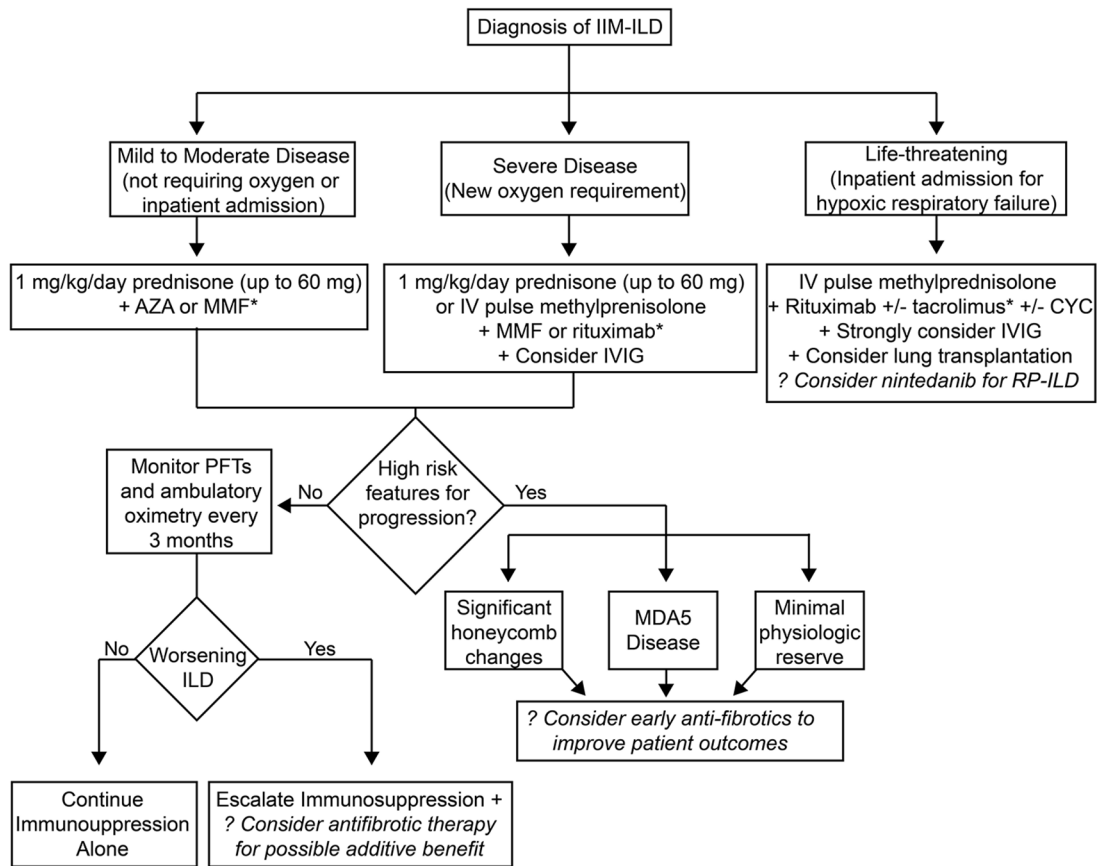 Diagnosis of IIM-ILD
Mild to Moderate Disease
(not requiring oxygen or
inpatient admission)
Severe Disease
(New oxygen requirement)
Life-threatening
(Inpatient admission for
hypoxic respiratory failure)
1 mg/kg/day prednisone (up to 60 mg)
+ AZA or MMF*
1 mg/kg/day prednisone (up to 60 mg)
or IV pulse methylprenisolone
+ MMF or rituximab*
+ Consider IVIG
IV pulse methylprednisolone
+ Rituximab +/- tacrolimus* +/- CYC
+ Strongly consider IVIG
+ Consider lung transplantation
? Consider nintedanib for RP-ILD
High risk
features for
progression?
No
Yes
Monitor PFTs
and ambulatory
oximetry every
3 months
Significant
honeycomb
changes
MDA5
Disease
Minimal
physiologic
reserve
Worsening
ILD
No
Yes
? Consider early anti-fibrotics to
improve patient outcomes
Continue
Immunouppression
Alone
Escalate Immunosuppression +
? Consider antifibrotic therapy
for possible additive benefit